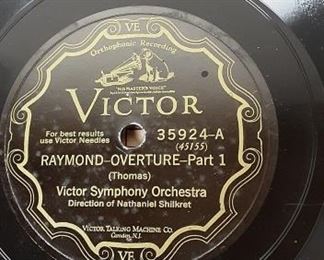 VE
Orthophonic Recording
"HIS MASTER'S VOICE"
VICTOR
For best results
use Victor Needles
35924-A
(45155)
RAYMOND-OVERTURE-Part 1
(Thomas)
Victor Symphony Orchestra
Direction of Nathaniel Shilkret
VICTOR TALKING MACHINE CO.
Camden, N.J.
VE